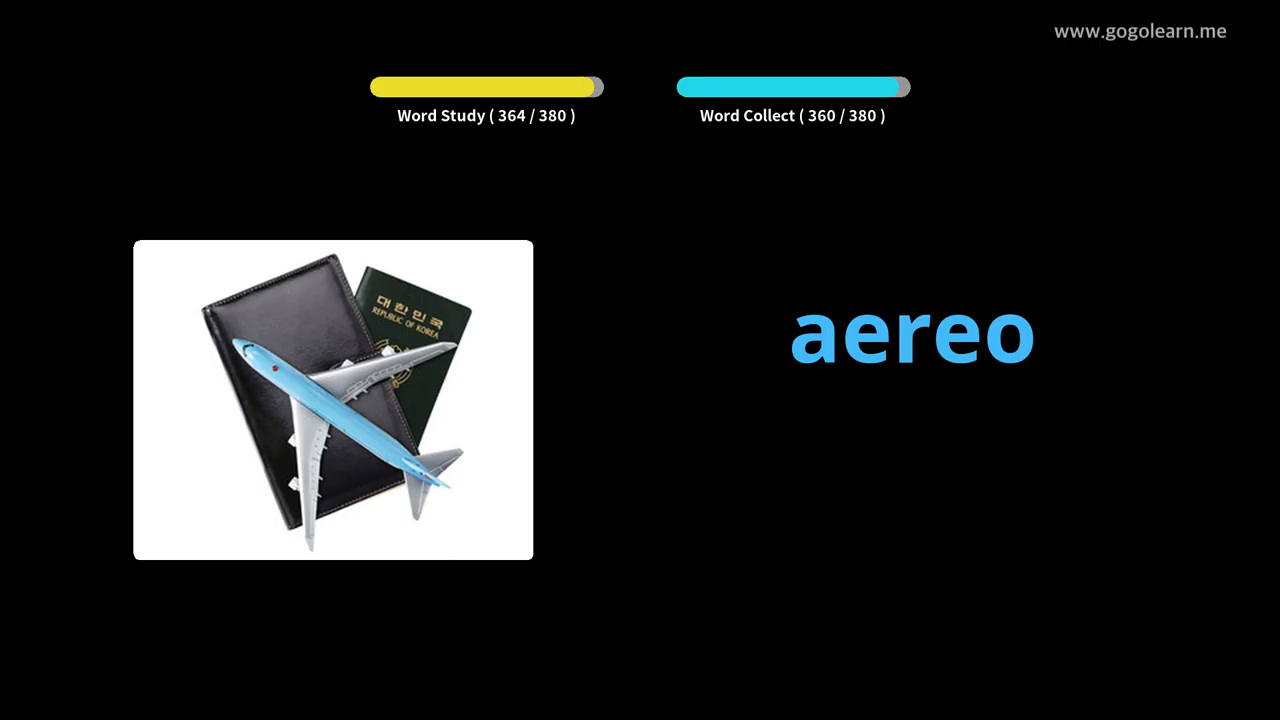 www.gogolearn.me
Word Study ( 364 / 380 )
Word Collect ( 360 / 380 )
대한민국
REPUBLIC OF KOREA
aereo